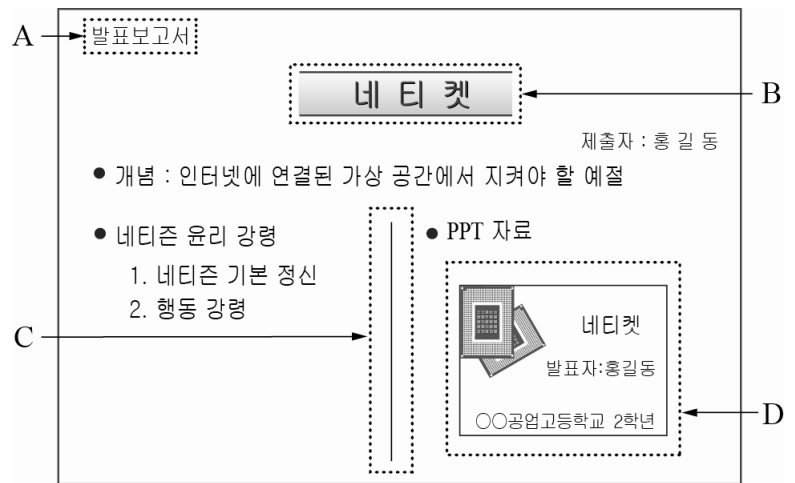 A
발표보고서
네 티 켓
B
제출자 : 홍 길 동
● 개념 : 인터넷에 연결된 가상 공간에서 지켜야 할 예절
● 네티즌 윤리 강령
1. 네티즌 기본 정신
2. 행동 강령
C
● PPT 자료
네티켓
발표자:홍길동
○○공업고등학교 2학년
D